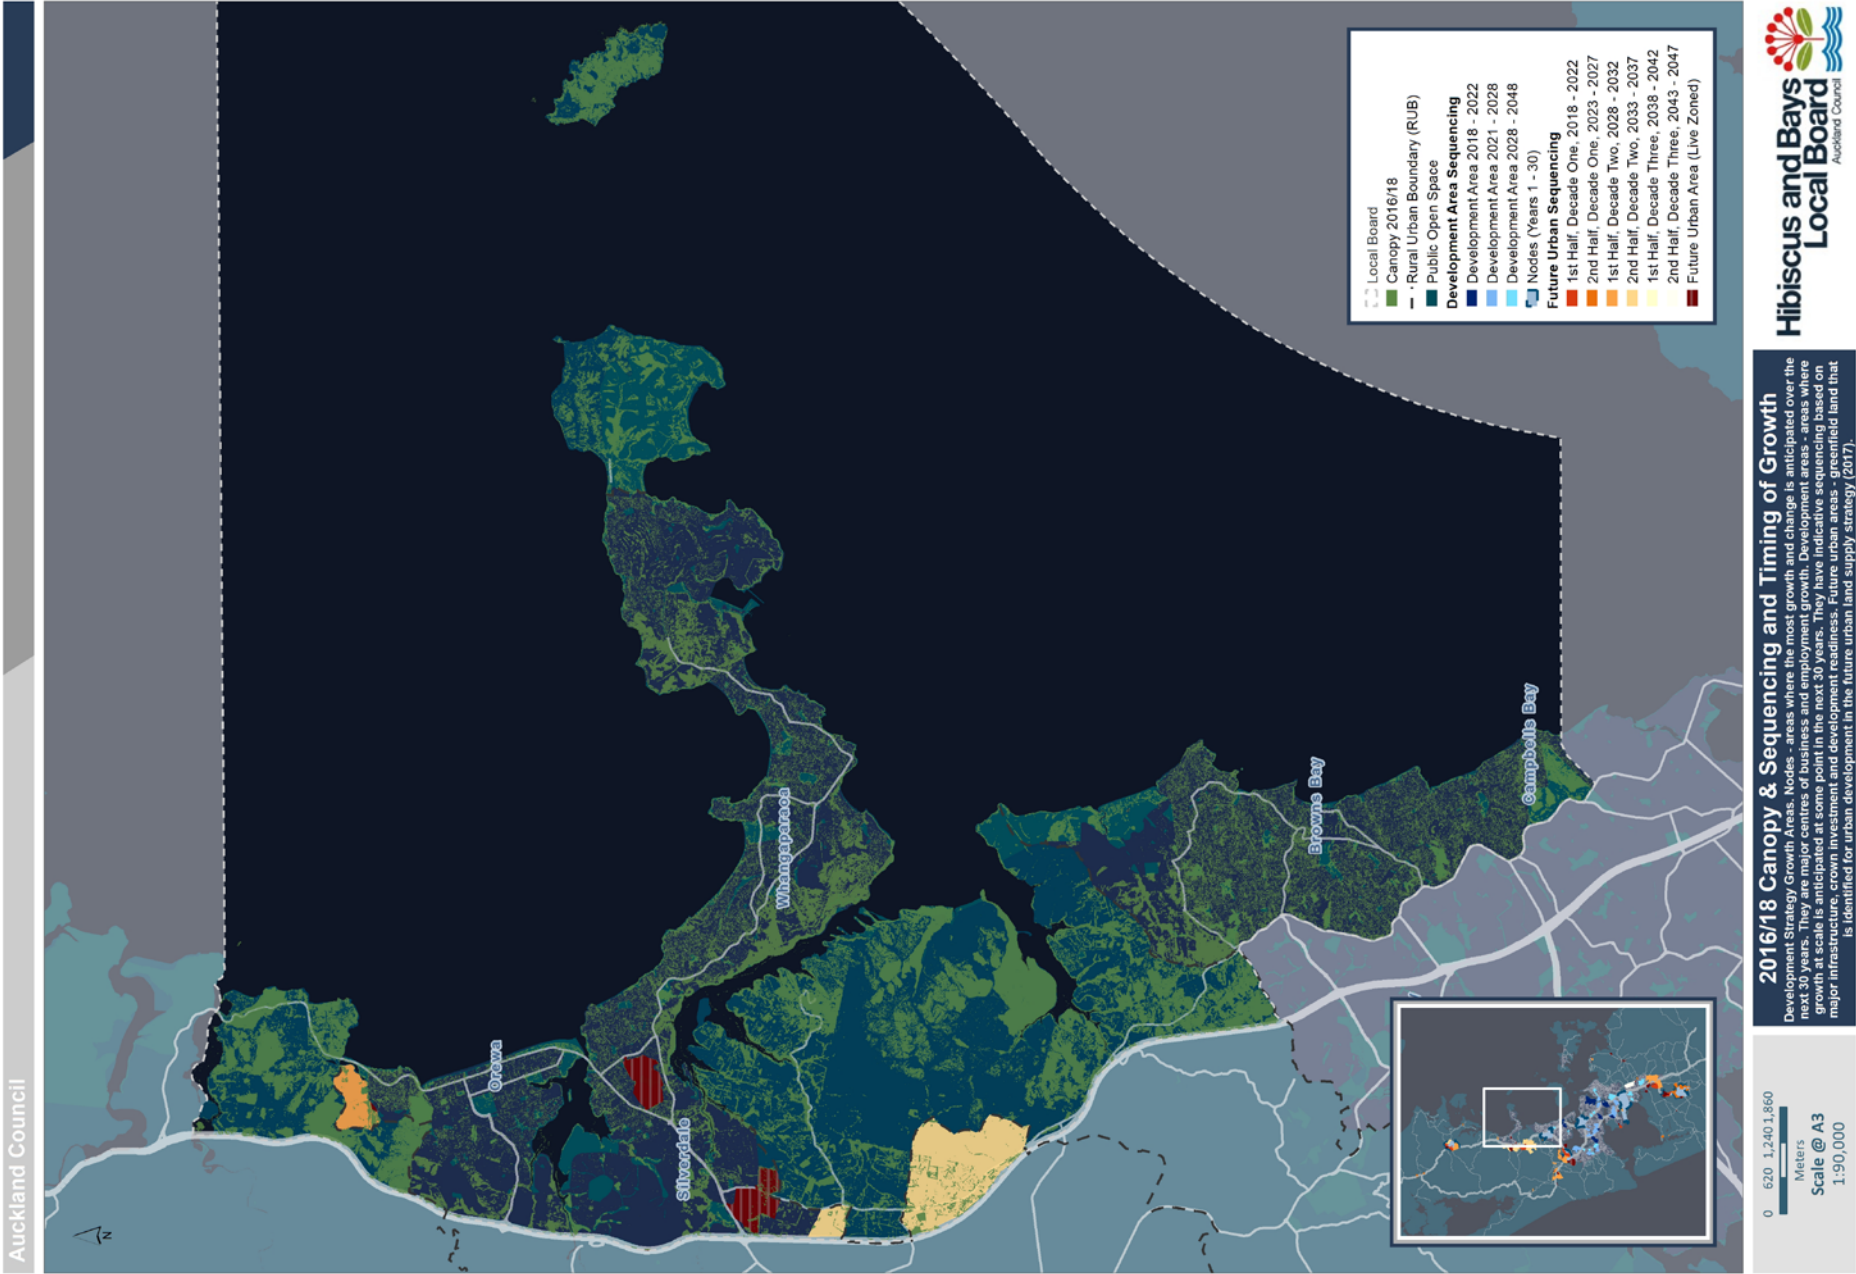 Auckland Council
N
Orewa
Silverdale
Whangaparaoa
Browns Bay
Campbells Bay
Local Board
Canopy 2016/18
Rural Urban Boundary (RUB)
Public Open Space
Development Area Sequencing
Development Area 2018 - 2022
Development Area 2021 - 2028
Development Area 2028 - 2048
Nodes (Years 1 - 30)
Future Urban Sequencing
1st Half, Decade One, 2018 - 2022
2nd Half, Decade One, 2023 - 2027
1st Half, Decade Two, 2028 - 2032
2nd Half, Decade Two, 2033 - 2037
1st Half, Decade Three, 2038 - 2042
2nd Half, Decade Three, 2043 - 2047
Future Urban Area (Live Zoned)
0 620 1,240 1,860
Meters
Scale @ A3
1:90,000
2016/18 Canopy & Sequencing and Timing of Growth
Development Strategy Growth Areas. Nodes - areas where the most growth and change is anticipated over the
next 30 years. They are major centres of business and employment growth. Development areas - areas where
growth at scale is anticipated at some point in the next 30 years. They have indicative sequencing based on
major infrastructure, crown investment and development readiness. Future urban areas - greenfield land that
is identified for urban development in the future urban land supply strategy (2017).
Hibiscus and Bays
Local Board
Auckland Council